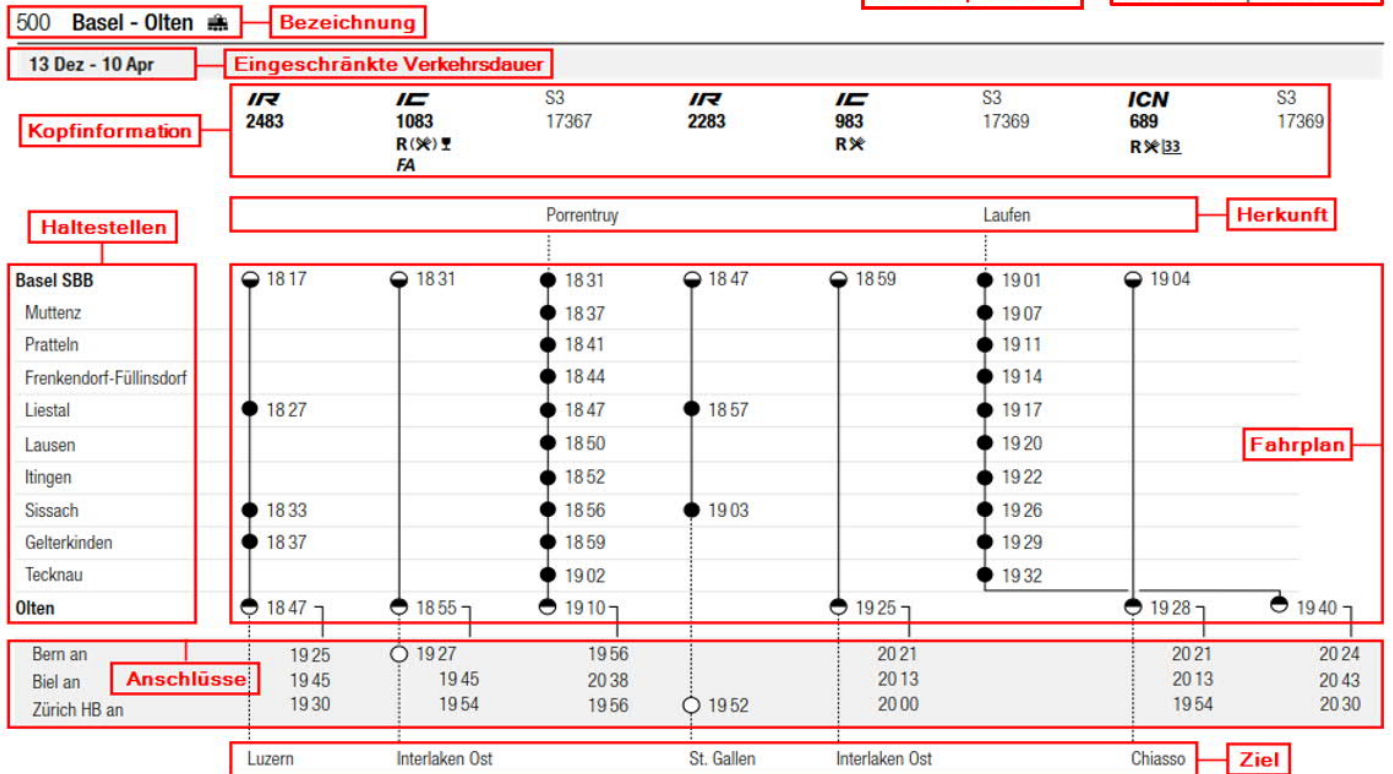 500 Basel - Olten Bezeichnung
13 Dez - 10 Apr Eingeschränkte Verkehrsdauer
Kopfinformation
IR IC S3 IR IC S3 ICN S3
2483 1083 17367 2283 983 17369 689 17369
R R R 33
FA
Haltestellen
Porrentruy Laufen Herkunft
Basel SBB 18 17 18 31 18 31 18 47 18 59 19 01 19 04
Muttenz 18 37 19 07
Pratteln 18 41 19 11
Frenkendorf-Füllinsdorf 18 44 19 14
Liestal 18 27 18 47 18 57 19 17
Lausen 18 50 19 20
Fahrplan
Itingen 18 52 19 22
Sissach 18 33 18 56 19 03 19 26
Gelterkinden 18 37 18 59 19 29
Tecknau 19 02 19 32
Olten 18 47 18 55 19 10 19 25 19 28 19 40
Bern an 19 25 19 27 19 56 20 21 20 21 20 24
Anschlüsse
Biel an 19 45 19 45 20 38 20 13 20 13 20 43
Zürich HB an 19 30 19 54 19 56 19 52 20 00 19 54 20 30
Luzern Interlaken Ost St. Gallen Interlaken Ost Chiasso Ziel